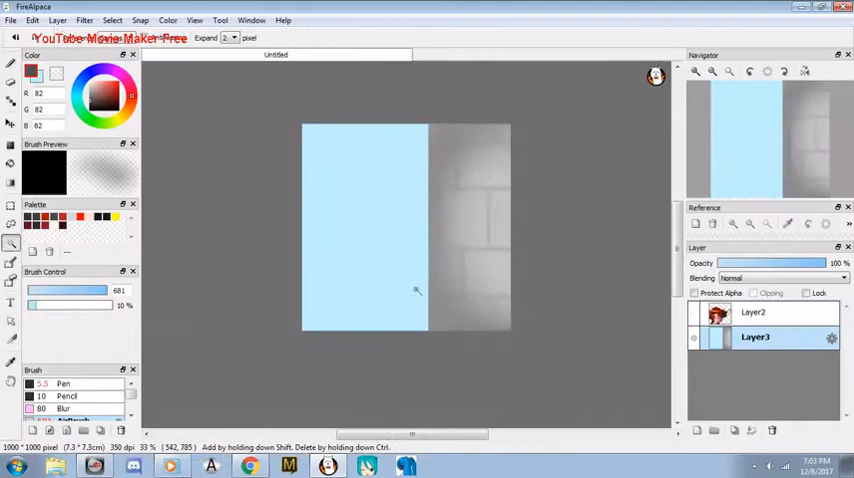 FireAlpaca
File Edit Layer Filter Select Snap Color View Tool Window Help
YouTube Movie Maker Free
Expand 2 pixel
Color
Untitled
Navigator
R 82
G 82
B 82
Brush Preview
Palette
Reference
---
Layer
Opacity 100 %
Brush Control
Blending Normal
681
Protect Alpha Clipping Lock
10 %
Layer2
Layer3
Brush
5.5 Pen
10 Pencil
80 Blur
681 AirBrush
1000 * 1000 pixel (7.3 * 7.3cm) 350 dpi 33 % (542, 785) Add by holding down Shift. Delete by holding down Ctrl.
7:03 PM
12/8/2017